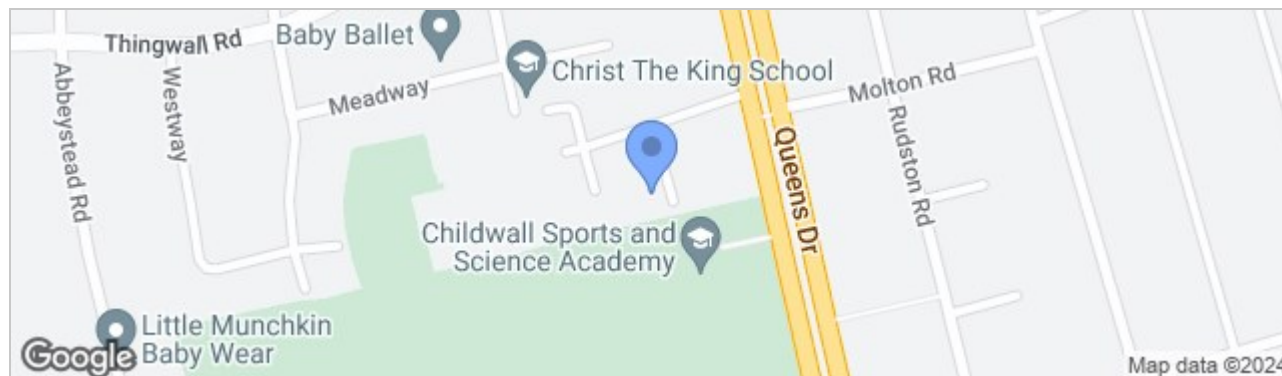 Thingwall Rd
Baby Ballet
Christ The King School
Meadway
Molton Rd
Abbeystead Rd
Westway
Queens Dr
Rudston Rd
Childwall Sports and
Science Academy
Little Munchkin
Baby Wear
Google
Map data ©2024